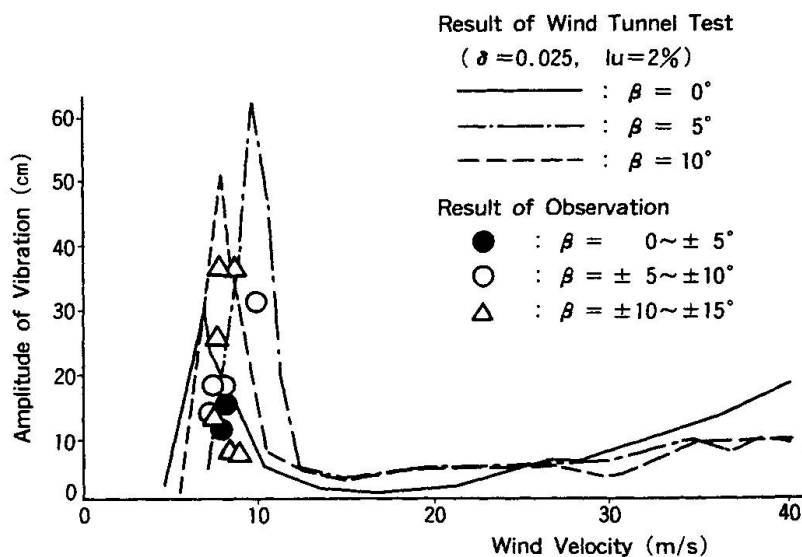 Result of Wind Tunnel Test
( δ=0.025, Iu=2%)
: β = 0°
: β = 5°
: β = 10°
Result of Observation
: β = 0~± 5°
: β = ± 5~±10°
: β = ±10~±15°
Amplitude of Vibration (cm)
60
50
40
30
20
10
0
0 10 20 30 40
Wind Velocity (m/s)